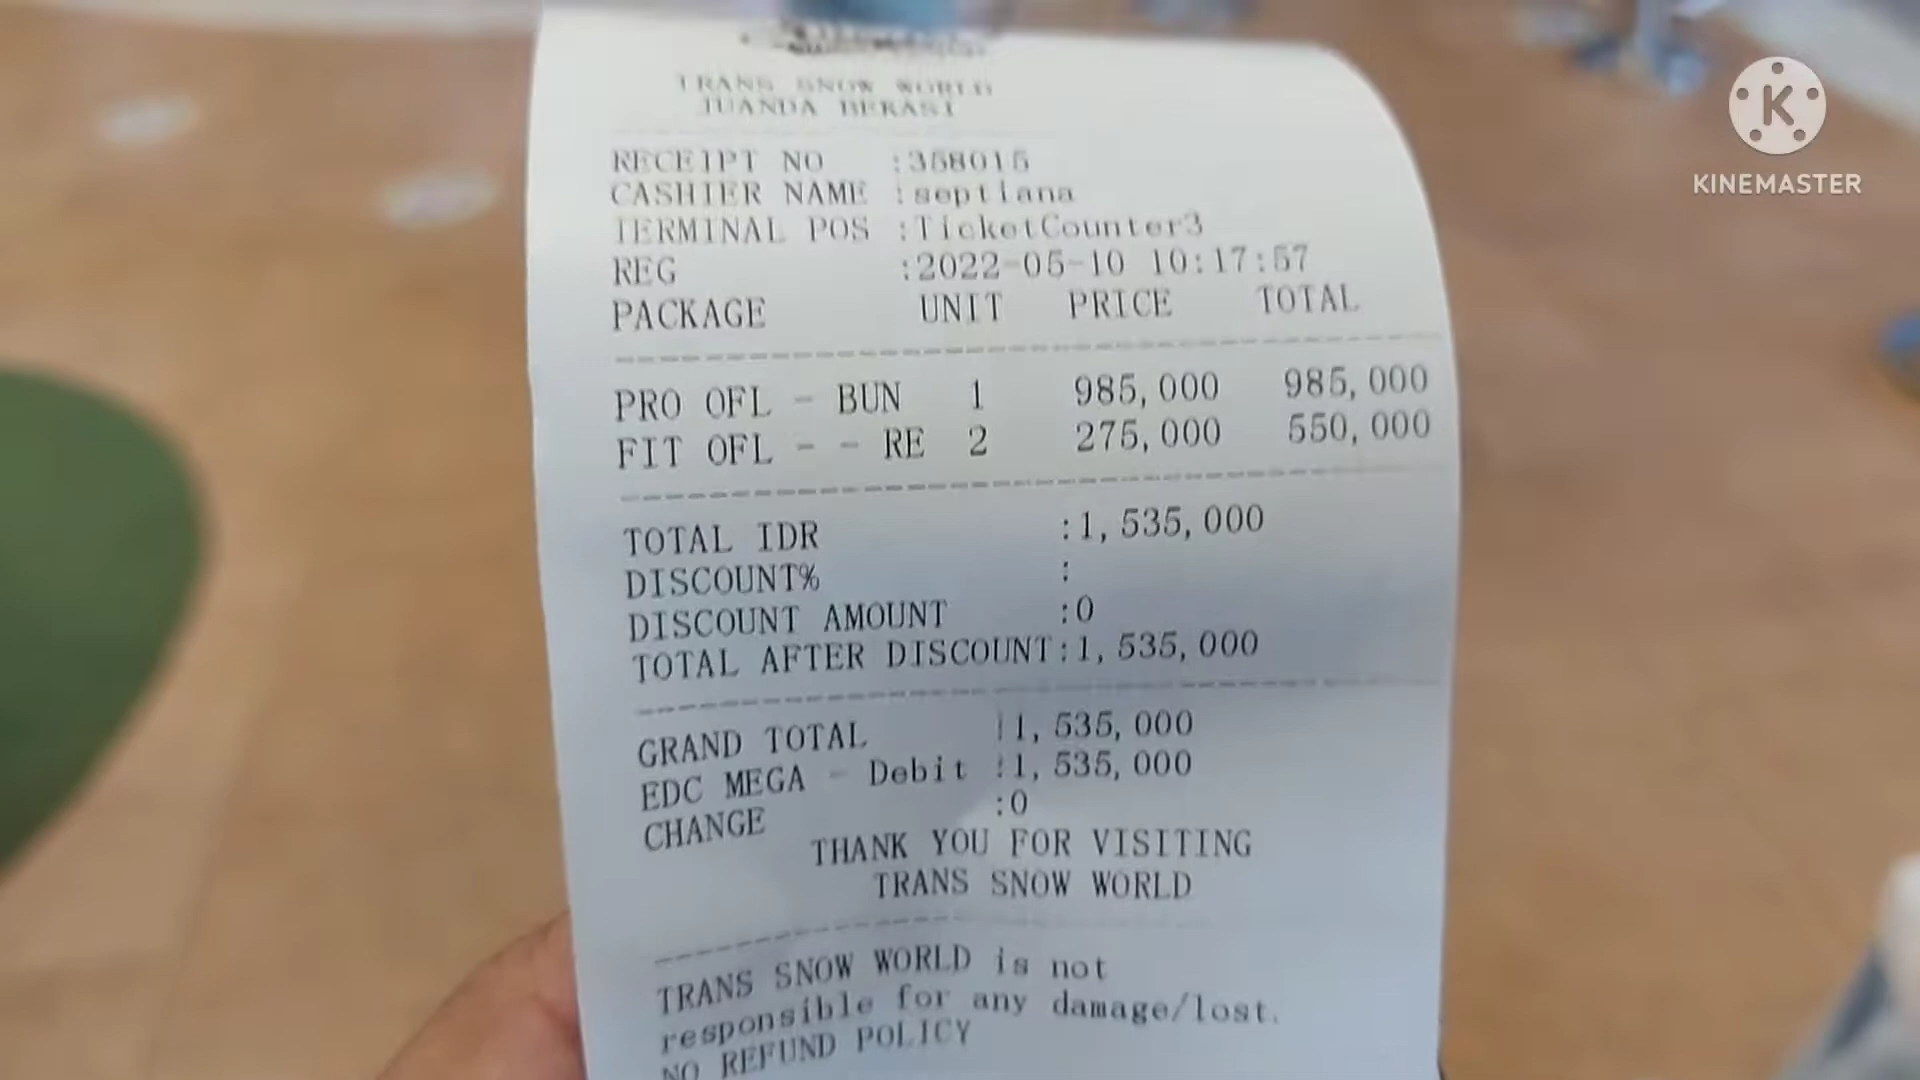 TRANS SNOW WORLD
JUANDA BEKASI
RECEIPT NO :358015
CASHIER NAME :septiana
TERMINAL POS :TicketCounter3
REG :2022-05-10 10:17:57
PACKAGE UNIT PRICE TOTAL
PRO OFL - BUN 1 985,000 985,000
FIT OFL - - RE 2 275,000 550,000
TOTAL IDR :1,535,000
DISCOUNT% :
DISCOUNT AMOUNT :0
TOTAL AFTER DISCOUNT:1,535,000
GRAND TOTAL :1,535,000
EDC MEGA - Debit :1,535,000
CHANGE :0
THANK YOU FOR VISITING
TRANS SNOW WORLD
TRANS SNOW WORLD is not
responsible for any damage/lost.
NO REFUND POLICY
K
KINEMASTER